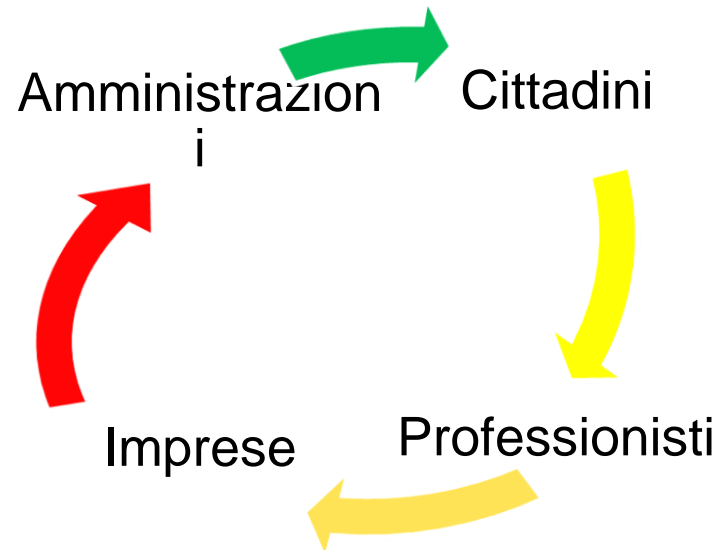 Amministrazion
i
Cittadini
Professionisti
Imprese